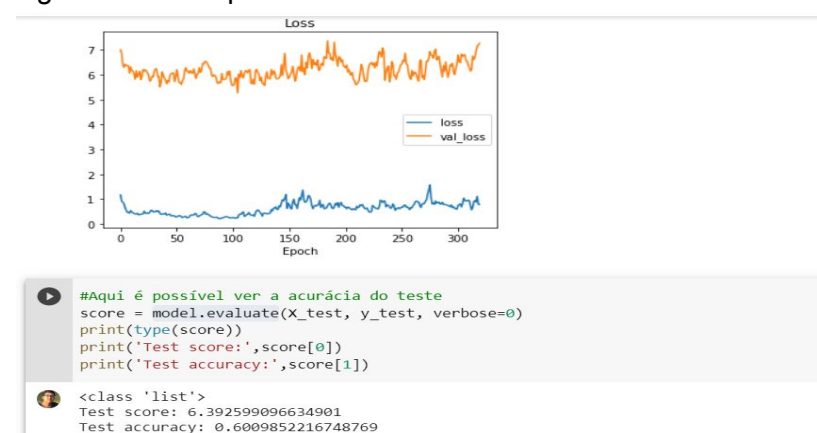 Loss
7
6
5
4
3
2
1
0
loss
val_loss
0 50 100 150 200 250 300
Epoch
#Aqui é possível ver a acurácia do teste
score = model.evaluate(X_test, y_test, verbose=0)
print(type(score))
print('Test score:',score[0])
print('Test accuracy:',score[1])
<class 'list'>
Test score: 6.392599096634901
Test accuracy: 0.6009852216748769